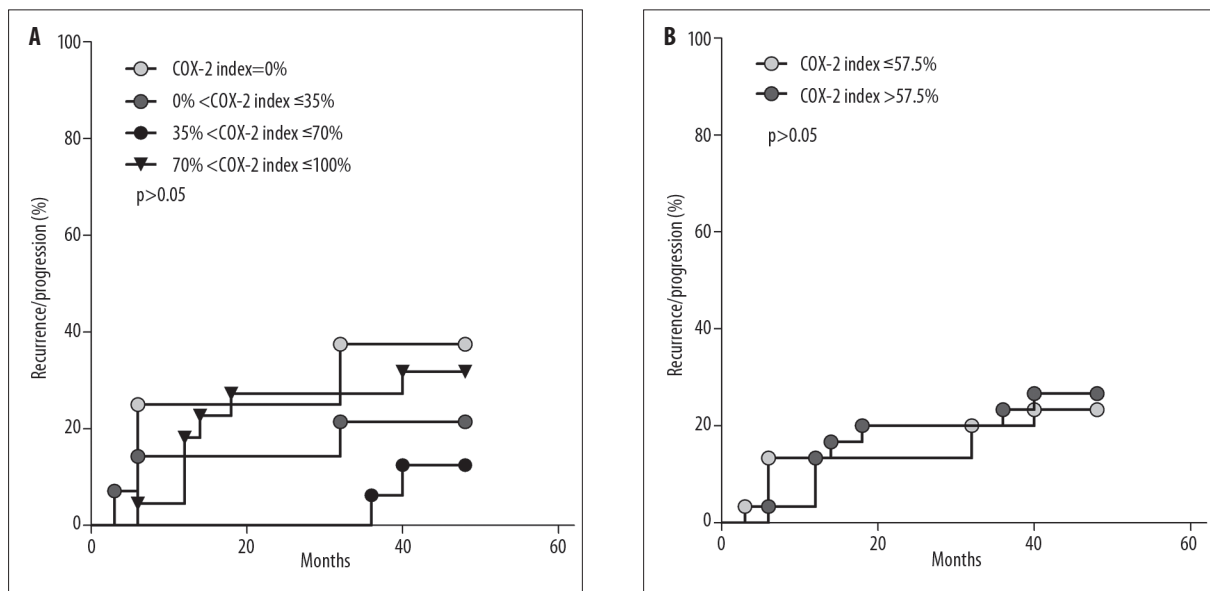 A
100
80
60
40
20
0
Recurrence/progression (%)
COX-2 index=0%
0% <COX-2 index ≤35%
35% <COX-2 index ≤70%
70% <COX-2 index ≤100%
p>0.05
0 20 40 60
Months
B
100
80
60
40
20
0
Recurrence/progression (%)
COX-2 index ≤57.5%
COX-2 index >57.5%
p>0.05
0 20 40 60
Months